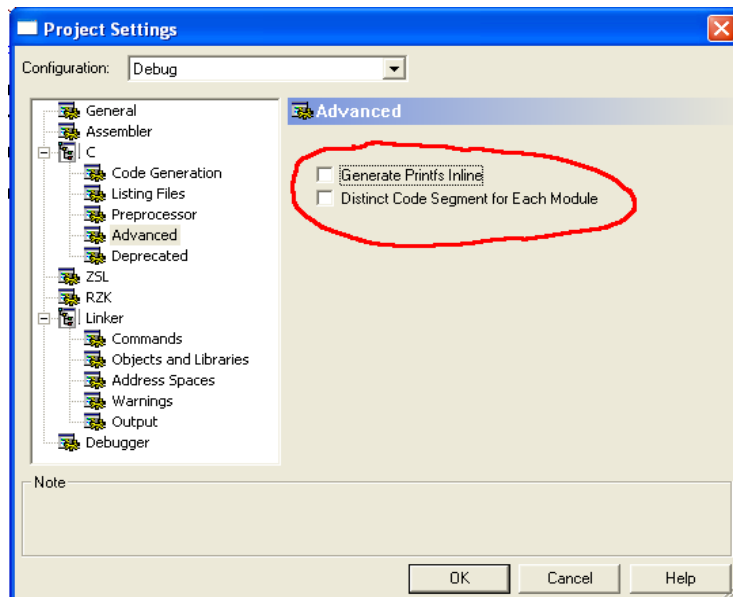 Project Settings
Configuration: Debug
General
Assembler
C
Code Generation
Listing Files
Preprocessor
Advanced
Deprecated
ZSL
RZK
Linker
Commands
Objects and Libraries
Address Spaces
Warnings
Output
Debugger
Advanced
Generate Printfs Inline
Distinct Code Segment for Each Module
Note
OK Cancel Help